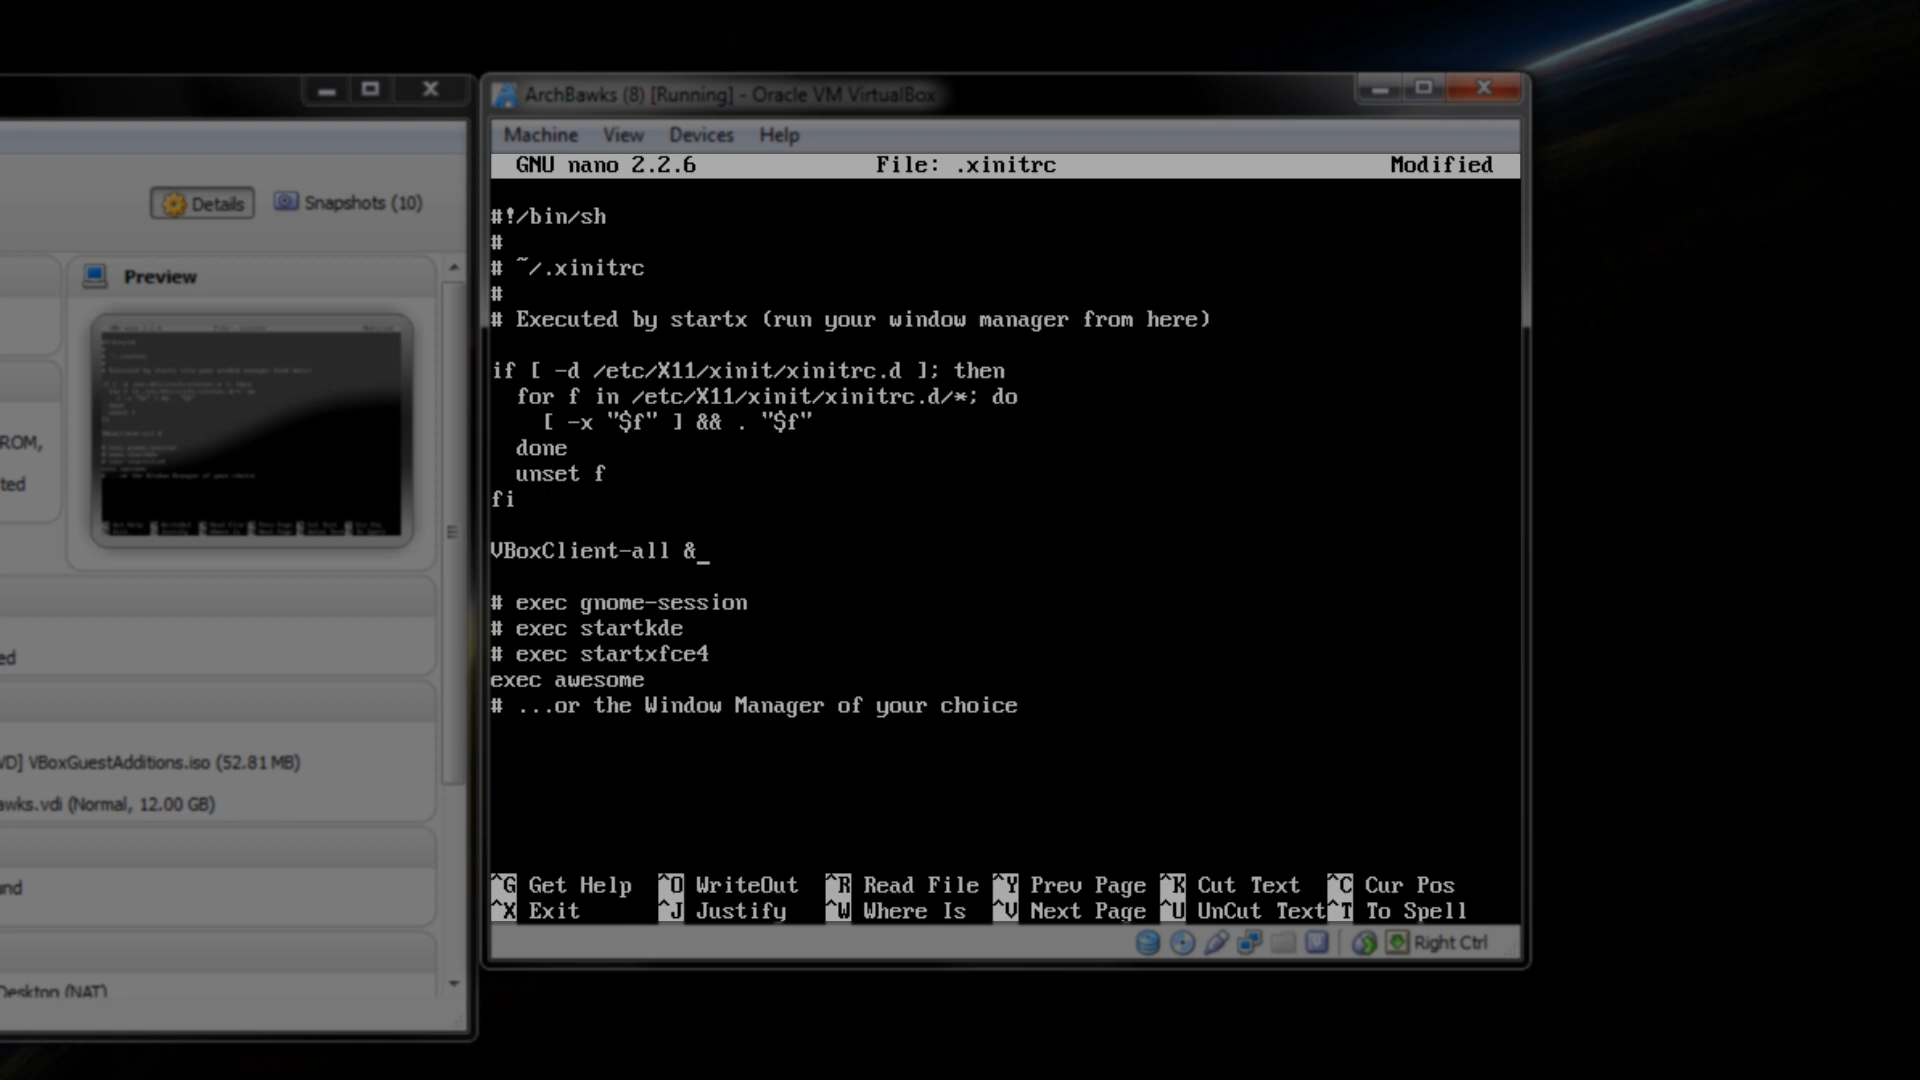 Details
Snapshots (10)
Preview
ROM,
ted
ed
VD] VBoxGuestAdditions.iso (52.81 MB)
awks.vdi (Normal, 12.00 GB)
und
Desktop (NAT)
ArchBawks (8) [Running] - Oracle VM VirtualBox
Machine View Devices Help
GNU nano 2.2.6 File: .xinitrc Modified
#!/bin/sh
#
# ~/.xinitrc
#
# Executed by startx (run your window manager from here)
if [ -d /etc/X11/xinit/xinitrc.d ]; then
  for f in /etc/X11/xinit/xinitrc.d/*; do
    [ -x "$f" ] && . "$f"
  done
  unset f
fi
VBoxClient-all &_
# exec gnome-session
# exec startkde
# exec startxfce4
exec awesome
# ...or the Window Manager of your choice
^G Get Help ^O WriteOut ^R Read File ^Y Prev Page ^K Cut Text ^C Cur Pos
^X Exit ^J Justify ^W Where Is ^V Next Page ^U UnCut Text ^T To Spell
Right Ctrl